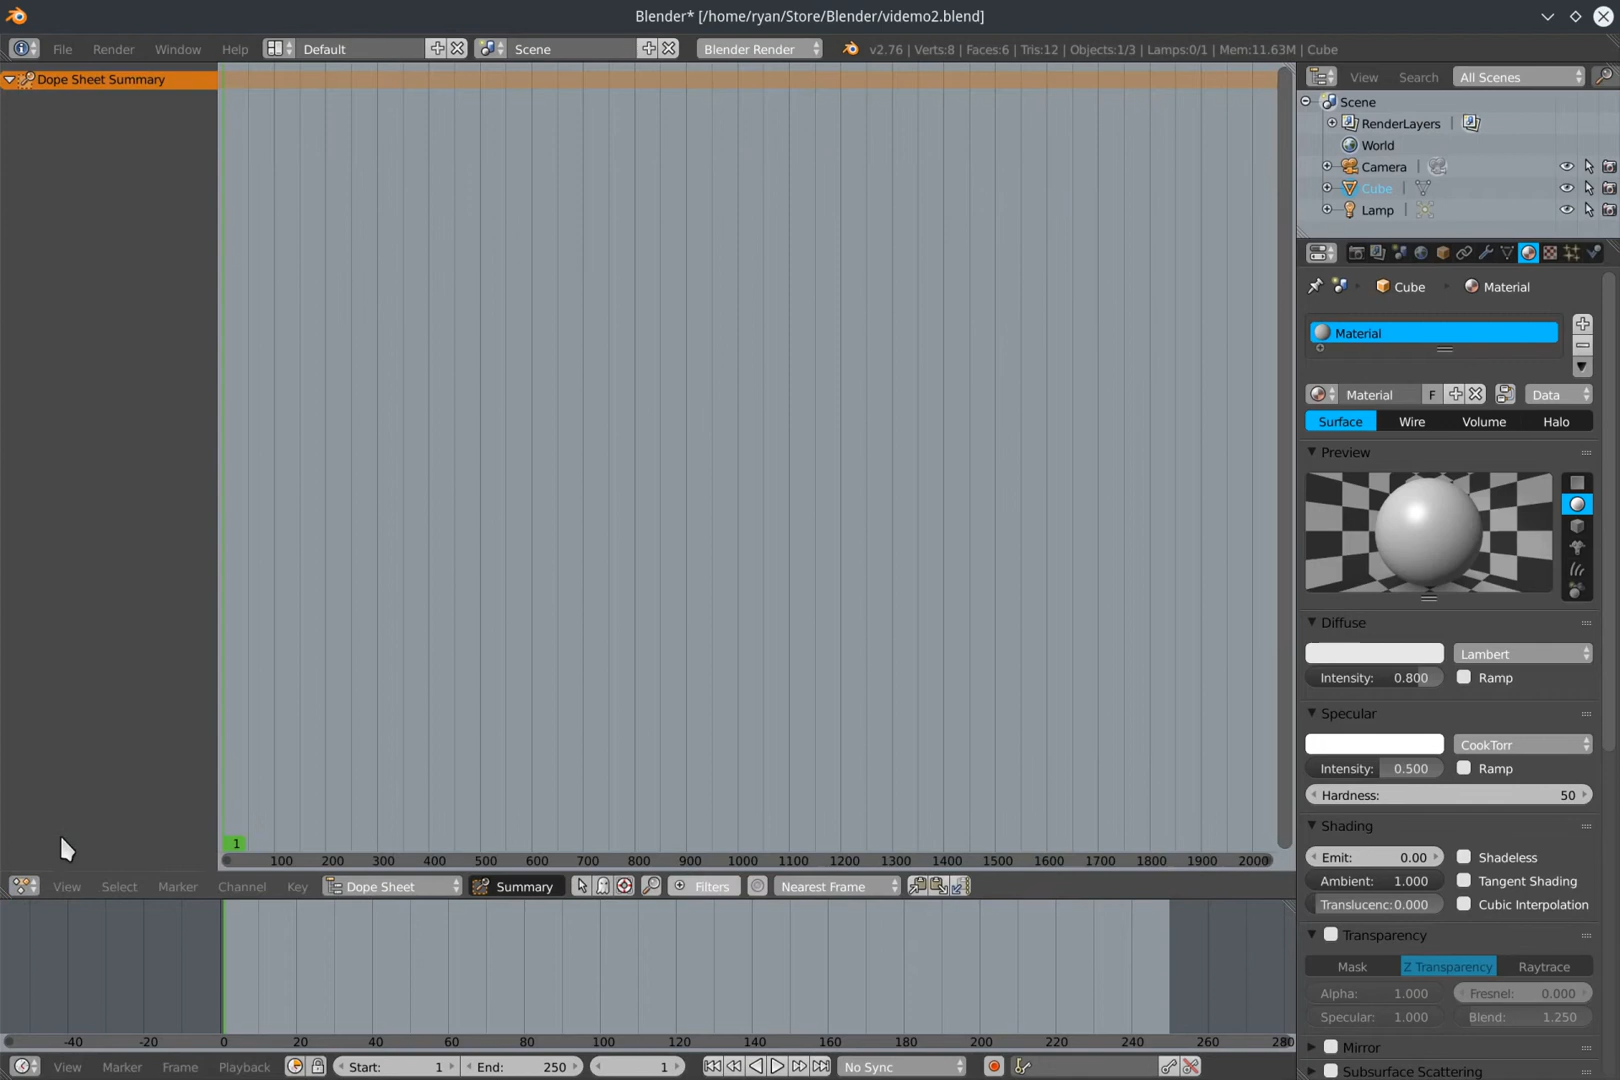 Blender* [/home/ryan/Store/Blender/videmo2.blend]
File Render Window Help Default Scene Blender Render v2.76 | Verts:8 | Faces:6 | Tris:12 | Objects:1/3 | Lamps:0/1 | Mem:11.63M | Cube
Dope Sheet Summary
1
100 200 300 400 500 600 700 800 900 1000 1100 1200 1300 1400 1500 1600 1700 1800 1900 2000
View Select Marker Channel Key Dope Sheet Summary Filters Nearest Frame
-40 -20 0 20 40 60 80 100 120 140 160 180 200 220 240 260 280
View Marker Frame Playback Start: 1 End: 250 1 No Sync
View Search All Scenes
Scene
RenderLayers |
World
Camera |
Cube |
Lamp |
Cube Material
Material
Material F Data
Surface Wire Volume Halo
Preview
Diffuse
Lambert
Intensity: 0.800 Ramp
Specular
CookTorr
Intensity: 0.500 Ramp
Hardness: 50
Shading
Emit: 0.00 Shadeless
Ambient: 1.000 Tangent Shading
Translucenc: 0.000 Cubic Interpolation
Transparency
Mask Z Transparency Raytrace
Alpha: 1.000 Fresnel: 0.000
Specular: 1.000 Blend: 1.250
Mirror
Subsurface Scattering